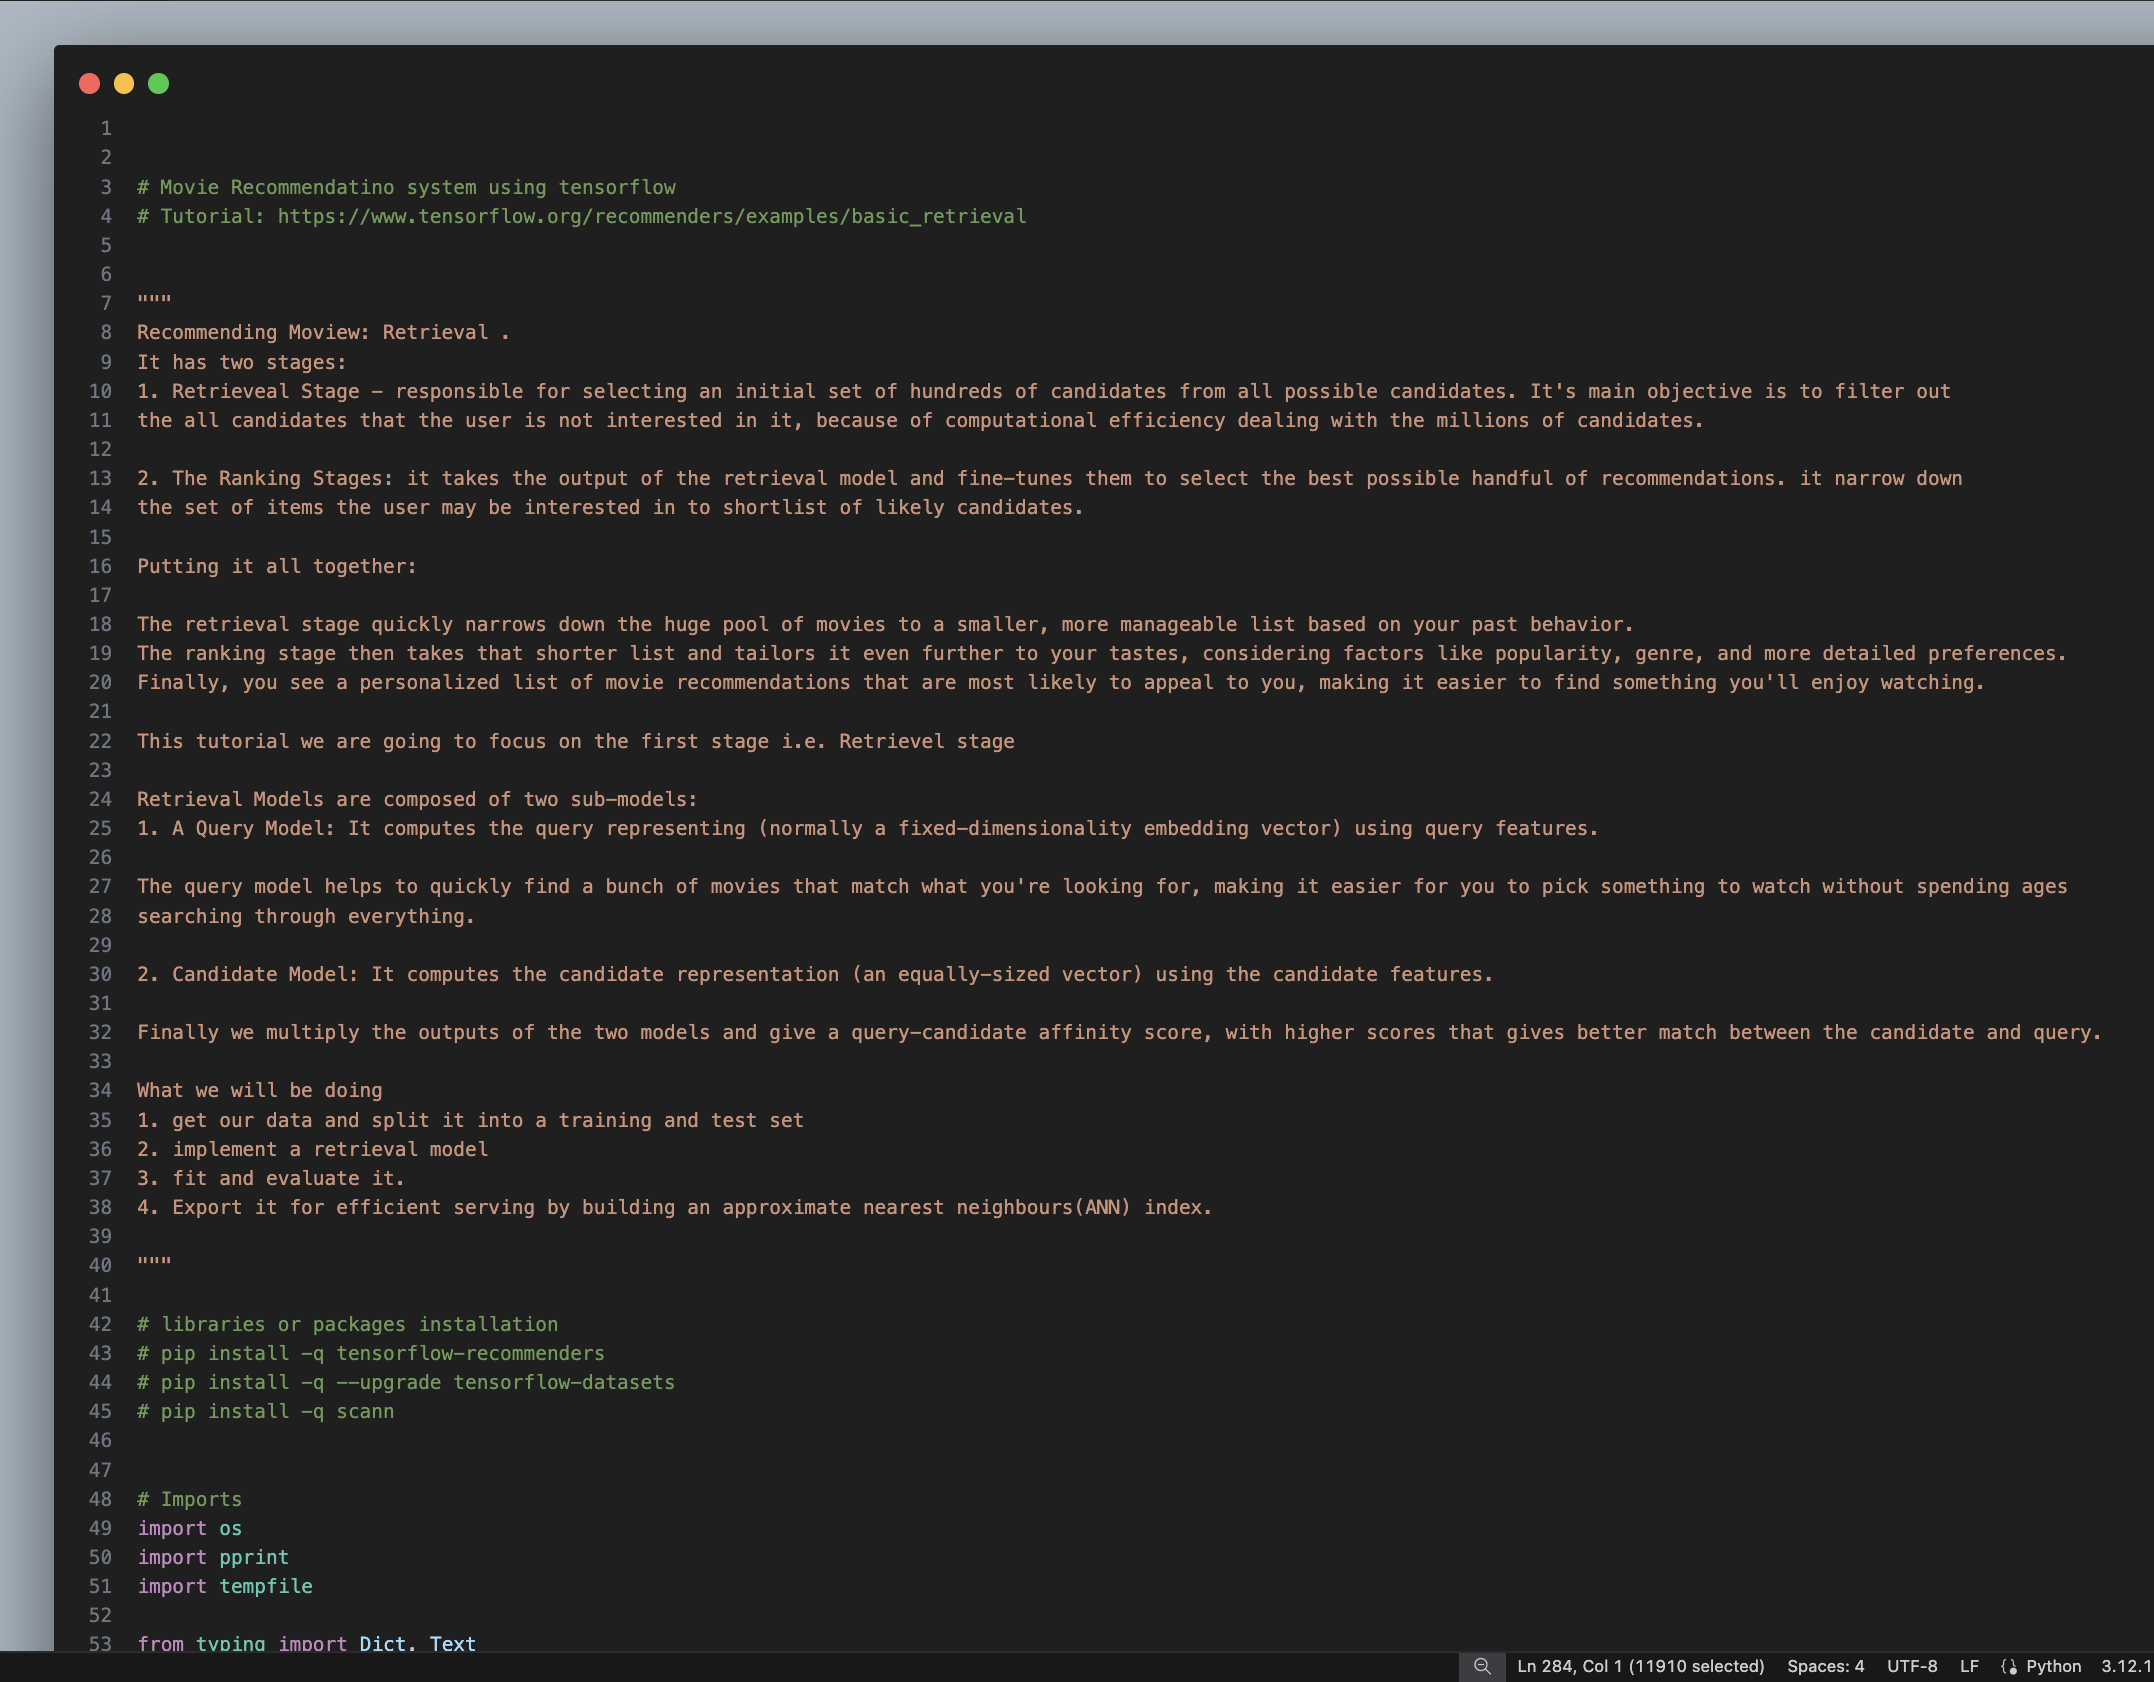 1
2
3 # Movie Recommendatino system using tensorflow
4 # Tutorial: https://www.tensorflow.org/recommenders/examples/basic_retrieval
5
6
7 """
8 Recommending Moview: Retrieval .
9 It has two stages:
10 1. Retrieveal Stage - responsible for selecting an initial set of hundreds of candidates from all possible candidates. It's main objective is to filter out
11 the all candidates that the user is not interested in it, because of computational efficiency dealing with the millions of candidates.
12
13 2. The Ranking Stages: it takes the output of the retrieval model and fine-tunes them to select the best possible handful of recommendations. it narrow down
14 the set of items the user may be interested in to shortlist of likely candidates.
15
16 Putting it all together:
17
18 The retrieval stage quickly narrows down the huge pool of movies to a smaller, more manageable list based on your past behavior.
19 The ranking stage then takes that shorter list and tailors it even further to your tastes, considering factors like popularity, genre, and more detailed preferences.
20 Finally, you see a personalized list of movie recommendations that are most likely to appeal to you, making it easier to find something you'll enjoy watching.
21
22 This tutorial we are going to focus on the first stage i.e. Retrievel stage
23
24 Retrieval Models are composed of two sub-models:
25 1. A Query Model: It computes the query representing (normally a fixed-dimensionality embedding vector) using query features.
26
27 The query model helps to quickly find a bunch of movies that match what you're looking for, making it easier for you to pick something to watch without spending ages
28 searching through everything.
29
30 2. Candidate Model: It computes the candidate representation (an equally-sized vector) using the candidate features.
31
32 Finally we multiply the outputs of the two models and give a query-candidate affinity score, with higher scores that gives better match between the candidate and query.
33
34 What we will be doing
35 1. get our data and split it into a training and test set
36 2. implement a retrieval model
37 3. fit and evaluate it.
38 4. Export it for efficient serving by building an approximate nearest neighbours(ANN) index.
39
40 """
41
42 # libraries or packages installation
43 # pip install -q tensorflow-recommenders
44 # pip install -q --upgrade tensorflow-datasets
45 # pip install -q scann
46
47
48 # Imports
49 import os
50 import pprint
51 import tempfile
52
53 from typing import Dict, Text
Ln 284, Col 1 (11910 selected) Spaces: 4 UTF-8 LF Python 3.12.1